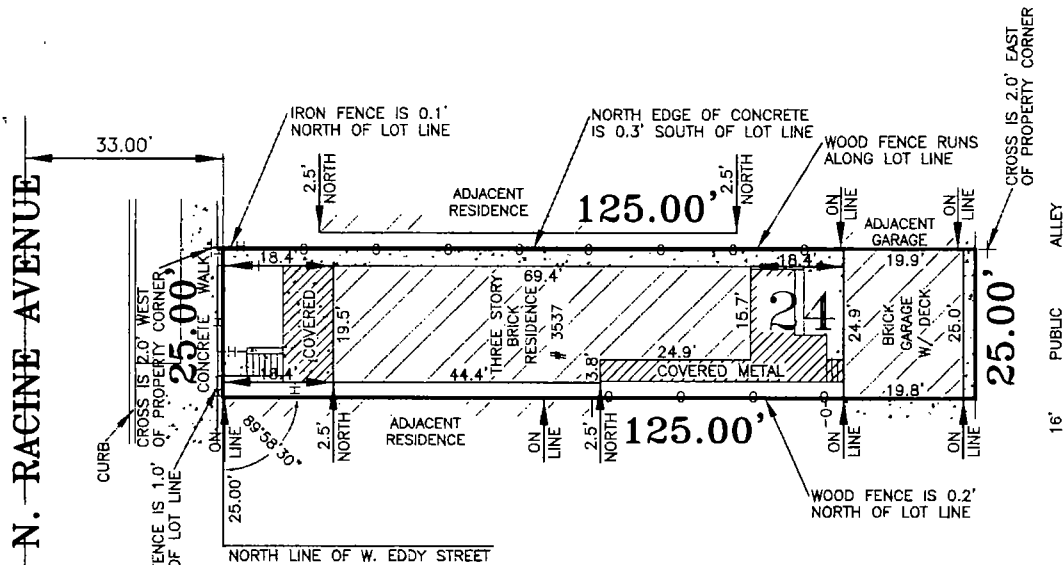 IRON FENCE IS 0.1'
NORTH OF LOT LINE
NORTH EDGE OF CONCRETE
IS 0.3' SOUTH OF LOT LINE
WOOD FENCE RUNS
ALONG LOT LINE
CROSS IS 2.0' EAST
OF PROPERTY CORNER
33.00'
N. RACINE AVENUE
2.5'
NORTH
ADJACENT
RESIDENCE
125.00'
2.5'
NORTH
ON
LINE
ADJACENT
GARAGE
ON
LINE
16' PUBLIC ALLEY
CURB
CROSS IS 2.0' WEST
OF PROPERTY CORNER
25.00'
CONCRETE WALK
18.4'
69.4'
18.4'
19.9'
COVERED
19.5'
THREE STORY
BRICK
RESIDENCE
# 3537
15.7'
24
24.9'
BRICK
GARAGE
W/ DECK
25.0'
25.00'
18.4'
44.4'
3.8'
24.9'
COVERED METAL
19.8'
ENCE IS 1.0'
OF LOT LINE
ON
LINE
89°58'30"
2.5'
NORTH
ADJACENT
RESIDENCE
ON
LINE
2.5'
NORTH
125.00'
ON
LINE
ON
LINE
25.00'
WOOD FENCE IS 0.2'
NORTH OF LOT LINE
NORTH LINE OF W. EDDY STREET